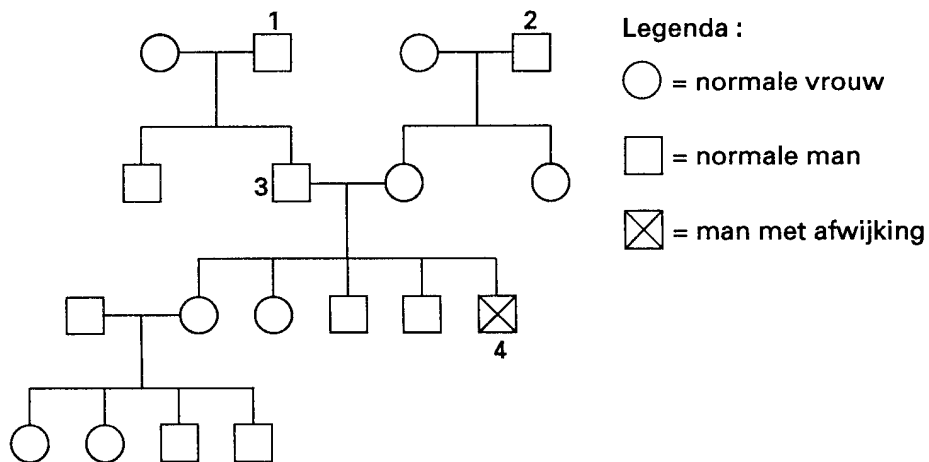 1
2
Legenda :
= normale vrouw
= normale man
3
= man met afwijking
4